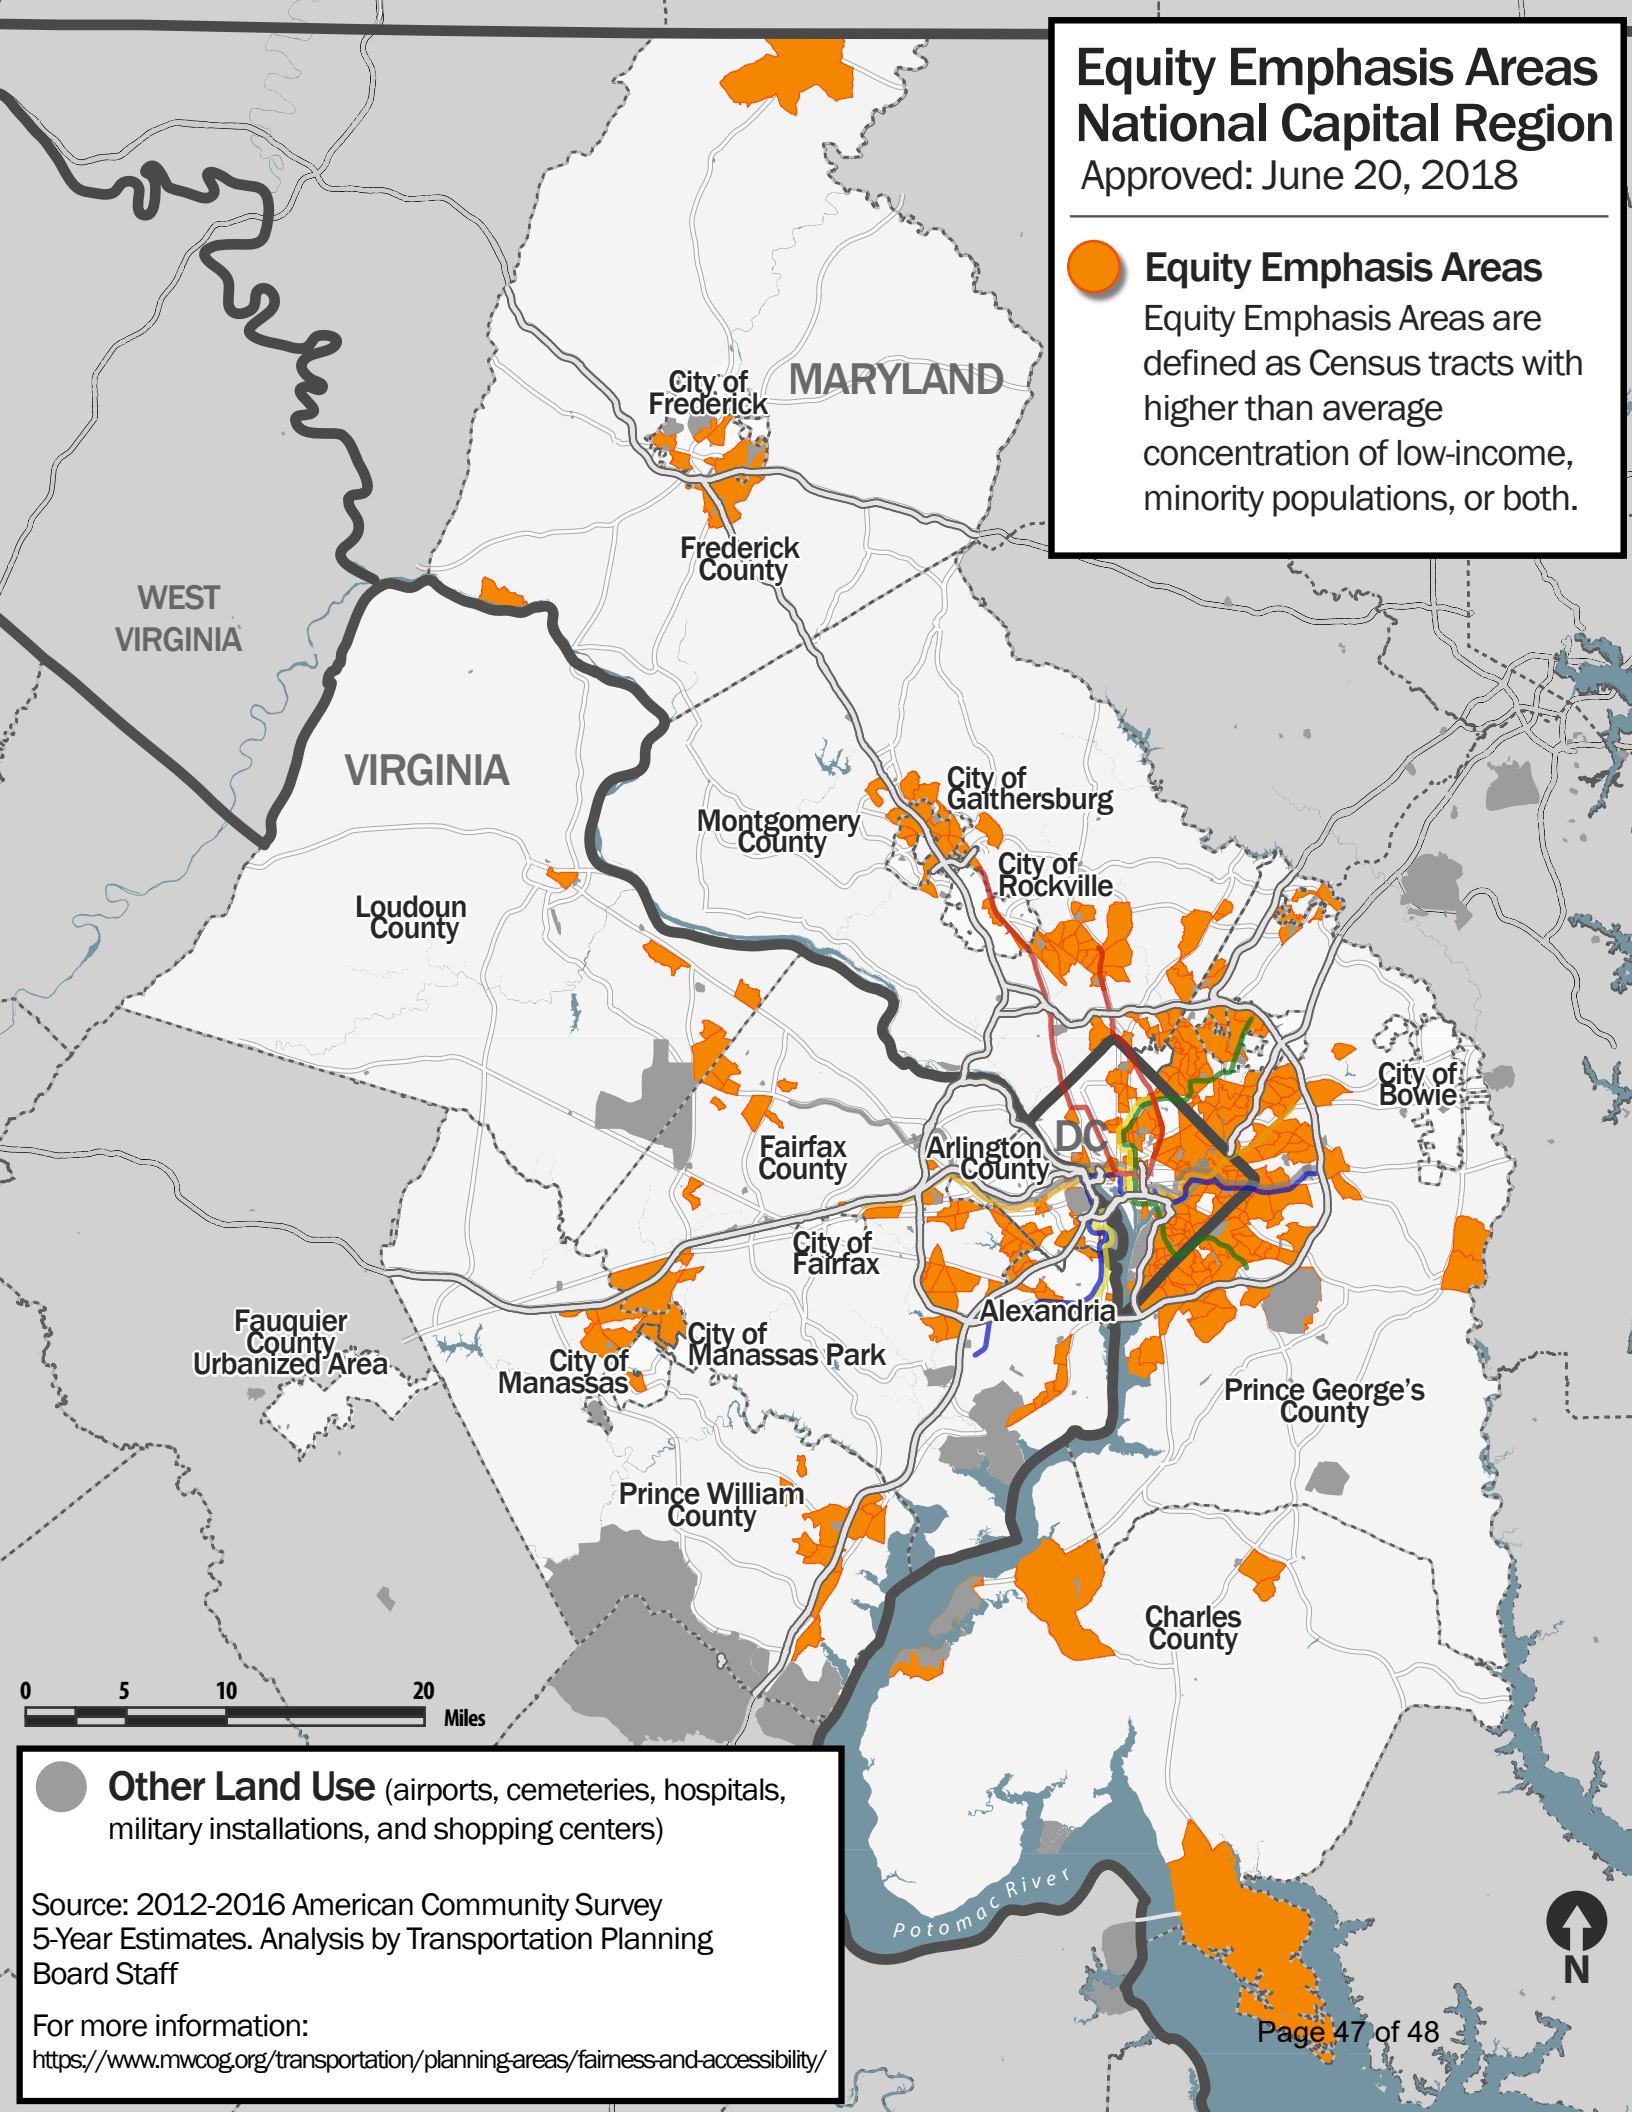 Equity Emphasis Areas
National Capital Region
Approved: June 20, 2018
Equity Emphasis Areas
Equity Emphasis Areas are
defined as Census tracts with
higher than average
concentration of low-income,
minority populations, or both.
City of
Frederick
MARYLAND
Frederick
County
WEST
VIRGINIA
VIRGINIA
City of
Gaithersburg
Montgomery
County
City of
Rockville
Loudoun
County
City of
Bowie
DC
Fairfax
County
Arlington
County
City of
Fairfax
Alexandria
Fauquier
County
Urbanized Area
City of
Manassas Park
City of
Manassas
Prince George's
County
Prince William
County
Charles
County
0 5 10 20
Miles
Other Land Use (airports, cemeteries, hospitals,
military installations, and shopping centers)
Source: 2012-2016 American Community Survey
5-Year Estimates. Analysis by Transportation Planning
Board Staff
For more information:
https://www.mwcog.org/transportation/planning-areas/fairness-and-accessibility/
Potomac River
N
Page 47 of 48